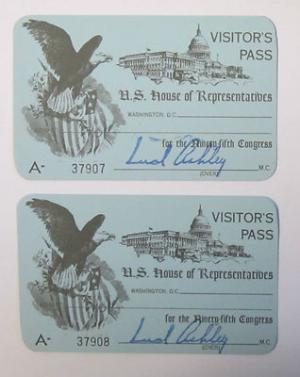 VISITOR'S
PASS
U.S. House of Representatives
WASHINGTON, D.C.
for the Ninety-fifth Congress
Lud Ashley
A- 37907 M.C.
(OVER)
VISITOR'S
PASS
U.S. House of Representatives
WASHINGTON, D.C.
for the Ninety-fifth Congress
Lud Ashley
A- 37908 M.C.
(OVER)